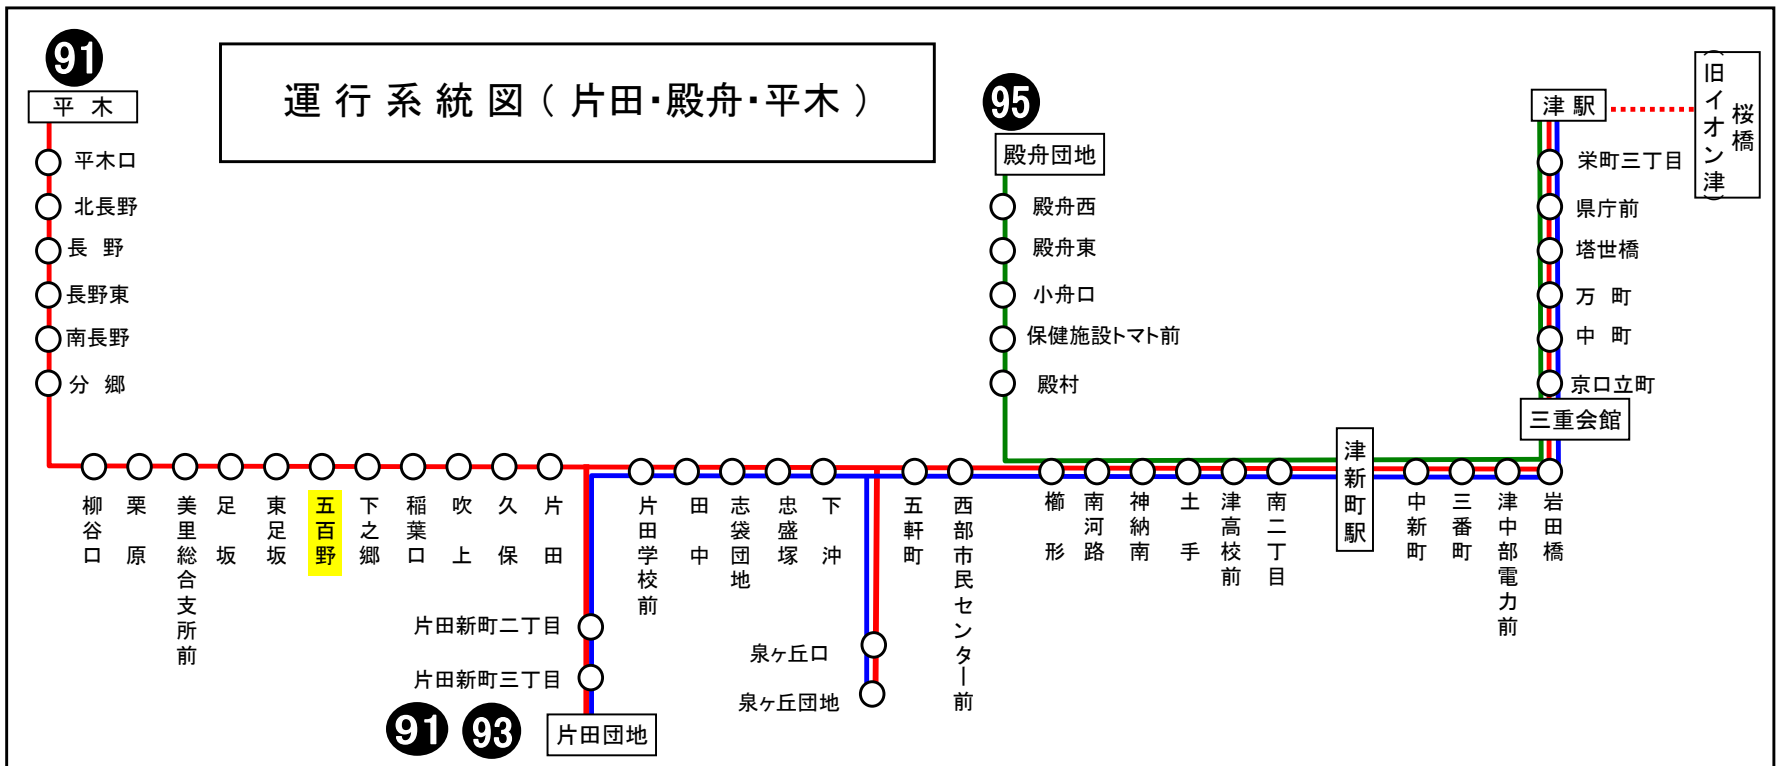 91
平木
運行系統図（片田・殿舟・平木）
95
殿舟団地
津駅
桜橋
（旧イオン津）
平木口
北長野
長野
長野東
南長野
分郷
殿舟西
殿舟東
小舟口
保健施設トマト前
殿村
栄町三丁目
県庁前
塔世橋
万町
中町
京口立町
三重会館
柳谷口
栗原
美里総合支所前
足坂
東足坂
五百野
下之郷
稲葉口
吹上
久保
片田
片田学校前
田中
志袋団地
忠盛塚
下沖
五軒町
西部市民センター前
櫛形
南河路
神納南
土手
津高校前
南二丁目
津新町駅
中新町
三番町
津中部電力前
岩田橋
片田新町二丁目
片田新町三丁目
91 93
片田団地
泉ヶ丘口
泉ヶ丘団地